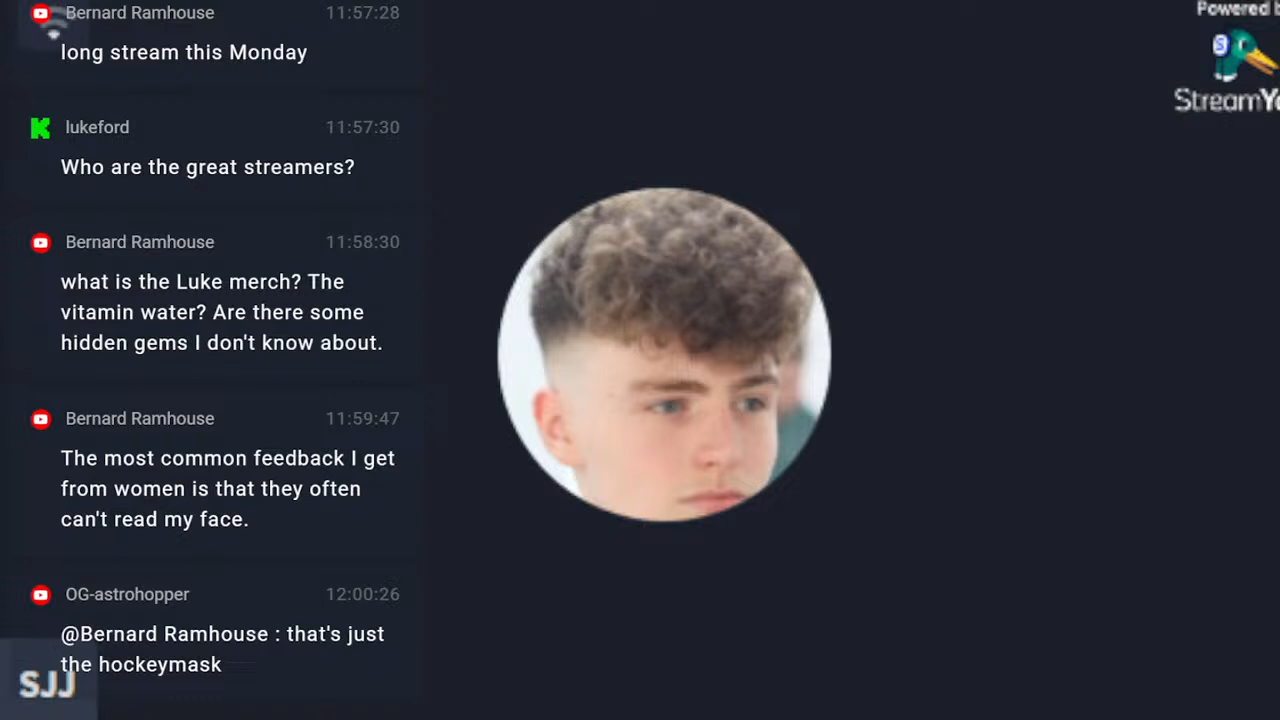 Bernard Ramhouse 11:57:28
long stream this Monday
lukeford 11:57:30
Who are the great streamers?
Bernard Ramhouse 11:58:30
what is the Luke merch? The
vitamin water? Are there some
hidden gems I don't know about.
Bernard Ramhouse 11:59:47
The most common feedback I get
from women is that they often
can't read my face.
OG-astrohopper 12:00:26
@Bernard Ramhouse : that's just
the hockeymask
SJJ
Powered b
S
StreamY